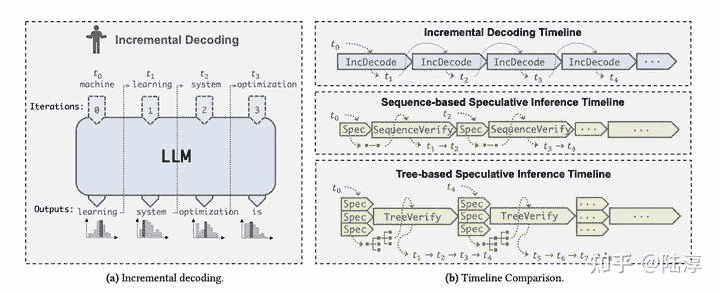 Incremental Decoding
t0 t1 t2 t3
machine learning system optimization
Iterations: 0 1 2 3
LLM
Outputs: learning system optimization is
(a) Incremental decoding.
Incremental Decoding Timeline
t0
IncDecode IncDecode IncDecode IncDecode ...
t1 t2 t3 t4
Sequence-based Speculative Inference Timeline
t0 t2
Spec SequenceVerify Spec SequenceVerify ... ...
t1 → t2 t3 → t4
Tree-based Speculative Inference Timeline
t0 t4
Spec Spec ...
Spec TreeVerify Spec TreeVerify ... ...
Spec Spec ...
t1 → t2 → t3 → t4 t5 → t6 → t7
(b) Timeline Comparison.
知乎 @陆淳